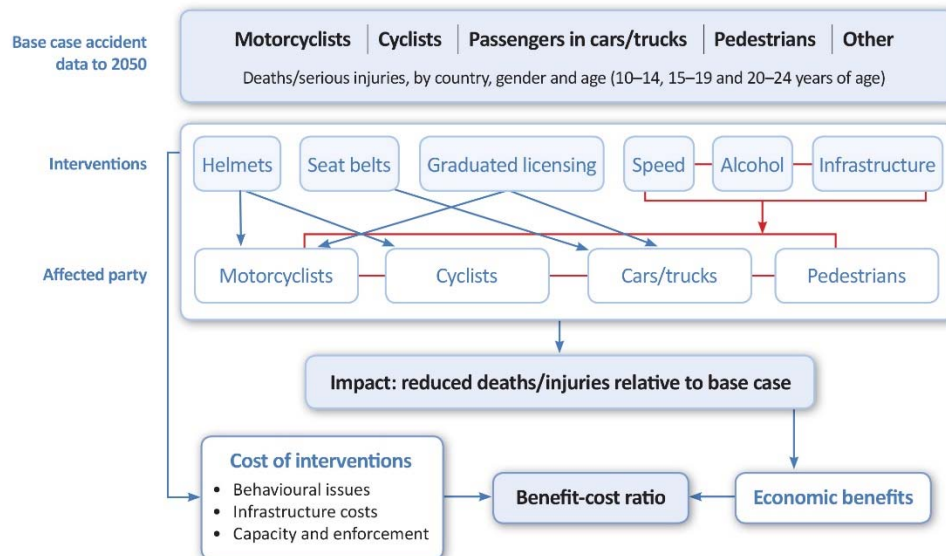 Base case accident
data to 2050
Motorcyclists | Cyclists | Passengers in cars/trucks | Pedestrians | Other
Deaths/serious injuries, by country, gender and age (10–14, 15–19 and 20–24 years of age)
Interventions
Helmets
Seat belts
Graduated licensing
Speed
Alcohol
Infrastructure
Affected party
Motorcyclists
Cyclists
Cars/trucks
Pedestrians
Impact: reduced deaths/injuries relative to base case
Cost of interventions
• Behavioural issues
• Infrastructure costs
• Capacity and enforcement
Benefit-cost ratio
Economic benefits